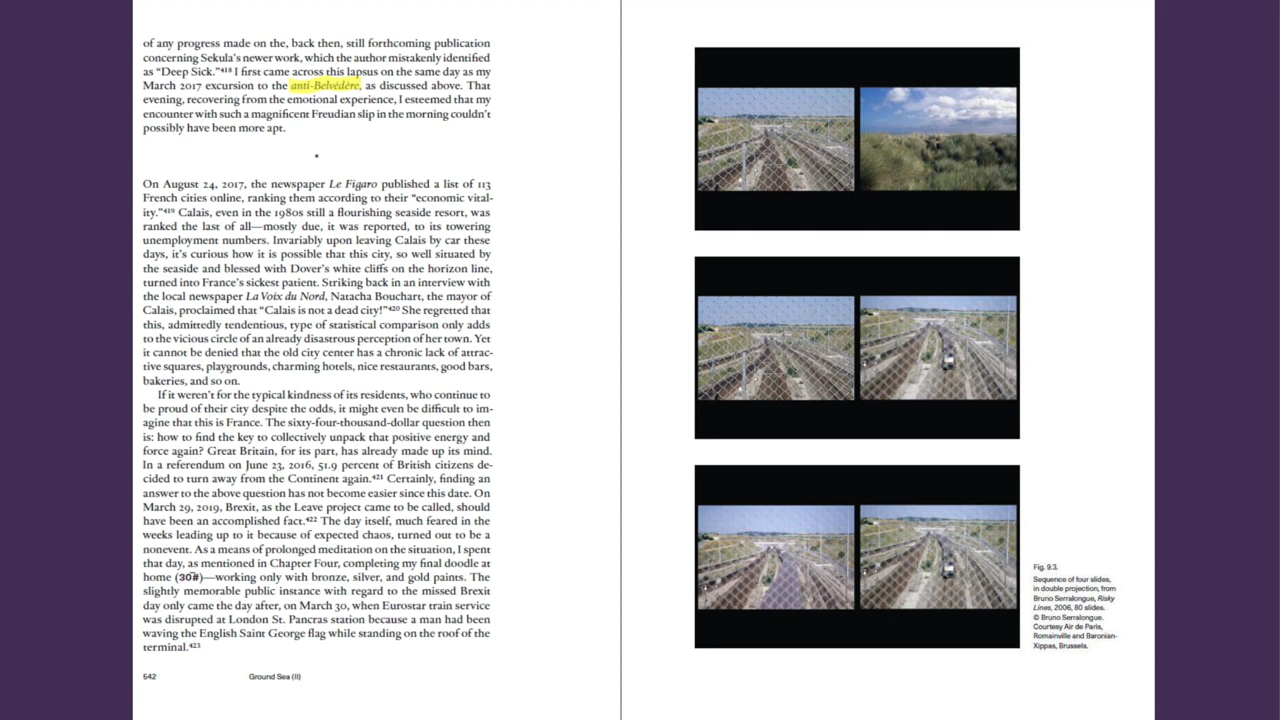 of any progress made on the, back then, still forthcoming publication
concerning Sekula's newer work, which the author mistakenly identified
as “Deep Sick.”⁴¹⁸ I first came across this lapsus on the same day as my
March 2017 excursion to the anti-Belvédère, as discussed above. That
evening, recovering from the emotional experience, I esteemed that my
encounter with such a magnificent Freudian slip in the morning couldn't
possibly have been more apt.
*
On August 24, 2017, the newspaper Le Figaro published a list of 113
French cities online, ranking them according to their “economic vital-
ity.”⁴¹⁹ Calais, even in the 1980s still a flourishing seaside resort, was
ranked the last of all—mostly due, it was reported, to its towering
unemployment numbers. Invariably upon leaving Calais by car these
days, it's curious how it is possible that this city, so well situated by
the seaside and blessed with Dover's white cliffs on the horizon line,
turned into France's sickest patient. Striking back in an interview with
the local newspaper La Voix du Nord, Natacha Bouchart, the mayor of
Calais, proclaimed that “Calais is not a dead city!”⁴²⁰ She regretted that
this, admittedly tendentious, type of statistical comparison only adds
to the vicious circle of an already disastrous perception of her town. Yet
it cannot be denied that the old city center has a chronic lack of attrac-
tive squares, playgrounds, charming hotels, nice restaurants, good bars,
bakeries, and so on.
If it weren't for the typical kindness of its residents, who continue to
be proud of their city despite the odds, it might even be difficult to im-
agine that this is France. The sixty-four-thousand-dollar question then
is: how to find the key to collectively unpack that positive energy and
force again? Great Britain, for its part, has already made up its mind.
In a referendum on June 23, 2016, 51.9 percent of British citizens de-
cided to turn away from the Continent again.⁴²¹ Certainly, finding an
answer to the above question has not become easier since this date. On
March 29, 2019, Brexit, as the Leave project came to be called, should
have been an accomplished fact.⁴²² The day itself, much feared in the
weeks leading up to it because of expected chaos, turned out to be a
nonevent. As a means of prolonged meditation on the situation, I spent
that day, as mentioned in Chapter Four, completing my final doodle at
home (30#)—working only with bronze, silver, and gold paints. The
slightly memorable public instance with regard to the missed Brexit
day only came the day after, on March 30, when Eurostar train service
was disrupted at London St. Pancras station because a man had been
waving the English Saint George flag while standing on the roof of the
terminal.⁴²³
542
Ground Sea (II)
Fig. 9.3.
Sequence of four slides,
in double projection, from
Bruno Serralongue, Risky
Lines, 2006, 80 slides.
© Bruno Serralongue.
Courtesy Air de Paris,
Romainville and Baronian-
Xippas, Brussels.